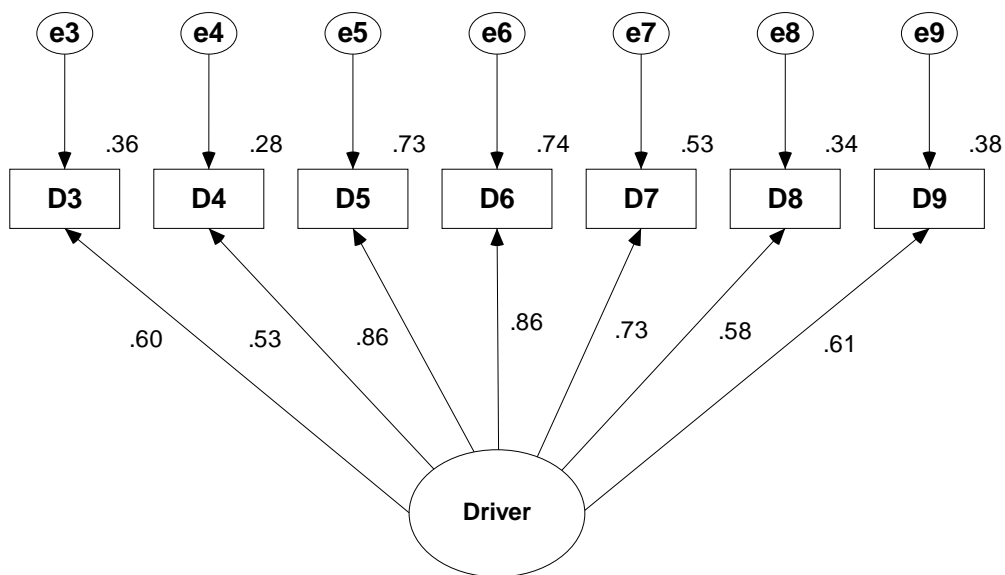 e3 e4 e5 e6 e7 e8 e9
.36 .28 .73 .74 .53 .34 .38
D3 D4 D5 D6 D7 D8 D9
.60 .53 .86 .86 .73 .58 .61
Driver